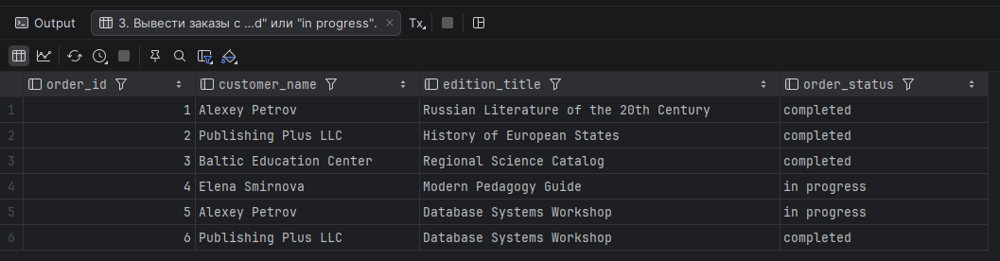 Output 3. Вывести заказы с ...d" или "in progress". × Tx
order_id customer_name edition_title order_status
1 1 Alexey Petrov Russian Literature of the 20th Century completed
2 2 Publishing Plus LLC History of European States completed
3 3 Baltic Education Center Regional Science Catalog completed
4 4 Elena Smirnova Modern Pedagogy Guide in progress
5 5 Alexey Petrov Database Systems Workshop in progress
6 6 Publishing Plus LLC Database Systems Workshop completed